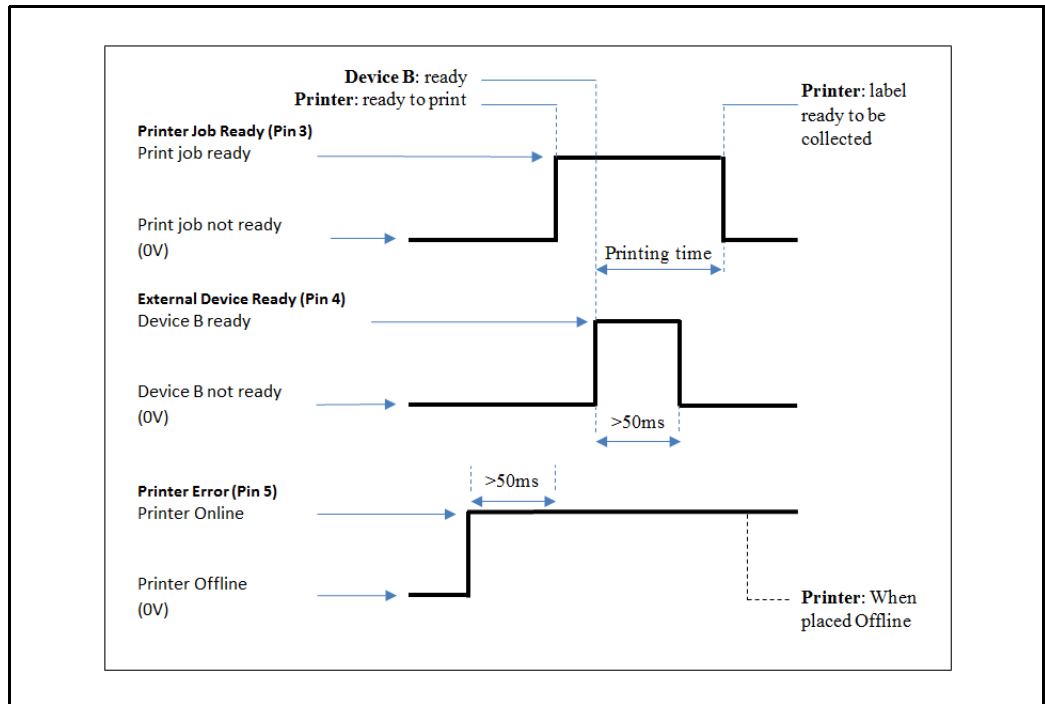 Device B: ready
Printer: ready to print
Printer: label
ready to be
collected
Printer Job Ready (Pin 3)
Print job ready
Print job not ready
(0V)
Printing time
External Device Ready (Pin 4)
Device B ready
Device B not ready
(0V)
>50ms
>50ms
Printer Error (Pin 5)
Printer Online
Printer Offline
(0V)
Printer: When
placed Offline